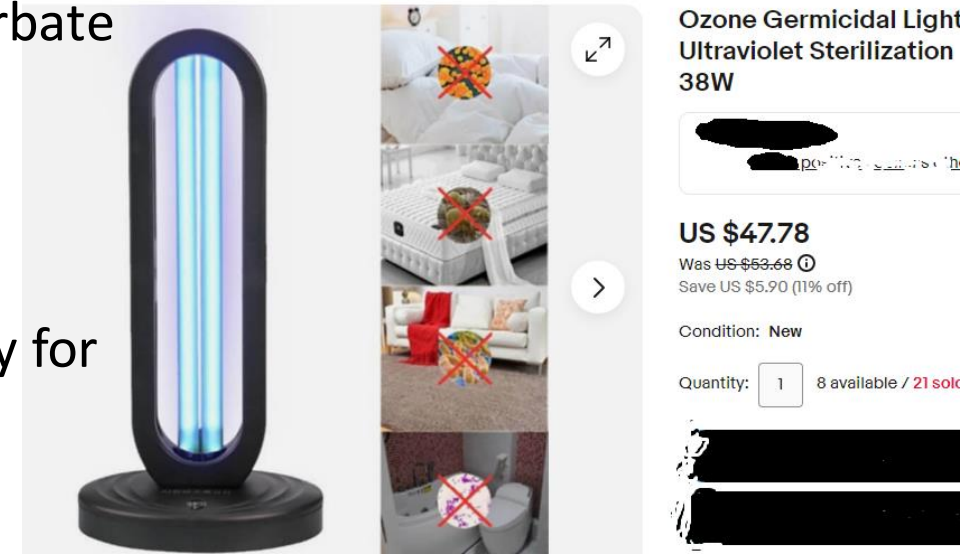 rbate
y for
Ozone Germicidal Light
Ultraviolet Sterilization
38W
US $47.78
Was US $53.68
Save US $5.90 (11% off)
Condition: New
Quantity: 1 8 available / 21 sold